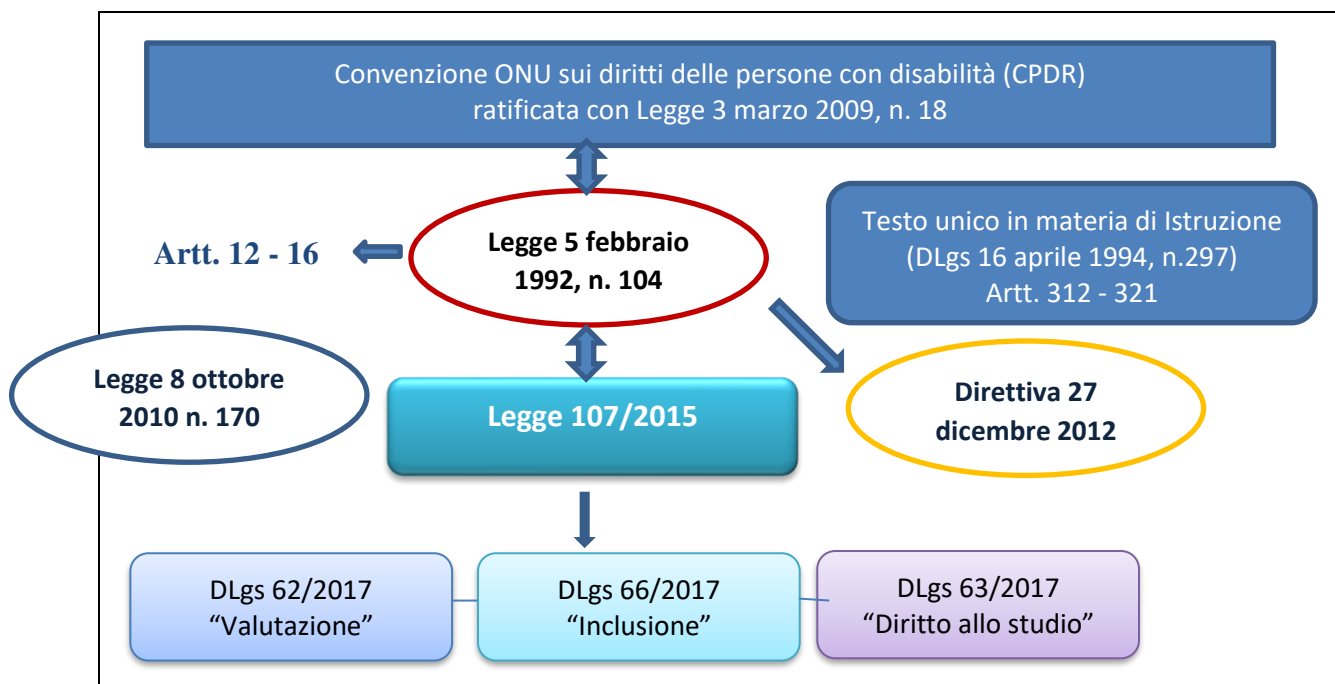 Convenzione ONU sui diritti delle persone con disabilità (CPDR)
ratificata con Legge 3 marzo 2009, n. 18
Testo unico in materia di Istruzione
(DLgs 16 aprile 1994, n.297)
Artt. 312 - 321
Legge 5 febbraio
1992, n. 104
Artt. 12 - 16
Legge 8 ottobre
2010 n. 170
Legge 107/2015
Direttiva 27
dicembre 2012
DLgs 62/2017
“Valutazione”
DLgs 66/2017
“Inclusione”
DLgs 63/2017
“Diritto allo studio”